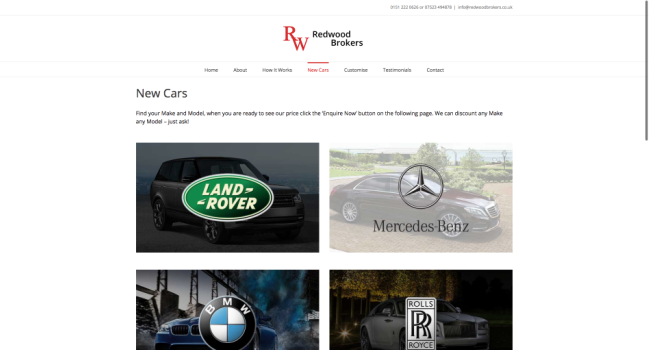 0151 222 0026 or 07525 494878 | info@redwoodbrokers.co.uk
RW Redwood
Brokers
Home About How it Works New Cars Customise Testimonials Contact
New Cars
Find your Make and Model, when you are ready to see our price click the 'Enquire Now' button on the following page. We can discount any Make
any Model – just ask!
LAND
ROVER
Mercedes-Benz
BMW
ROLLS
RR
ROYCE